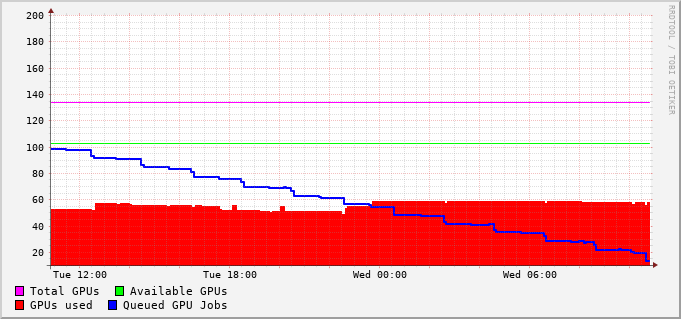 200
180
160
140
120
100
80
60
40
20
Tue 12:00 Tue 18:00 Wed 00:00 Wed 06:00
Total GPUs Available GPUs
GPUs used Queued GPU Jobs
RRDTOOL / TOBI OETIKER